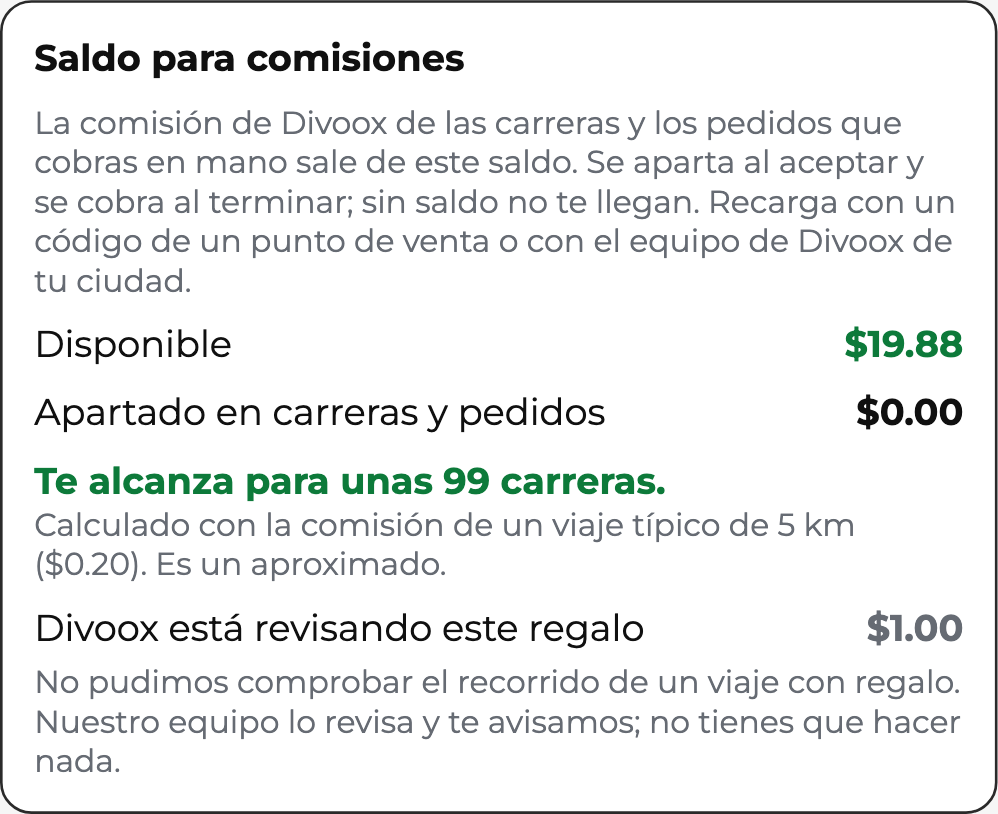 Saldo para comisiones
La comisión de Divoox de las carreras y los pedidos que
cobras en mano sale de este saldo. Se aparta al aceptar y
se cobra al terminar; sin saldo no te llegan. Recarga con un
código de un punto de venta o con el equipo de Divoox de
tu ciudad.
Disponible $19.88
Apartado en carreras y pedidos $0.00
Te alcanza para unas 99 carreras.
Calculado con la comisión de un viaje típico de 5 km
($0.20). Es un aproximado.
Divoox está revisando este regalo $1.00
No pudimos comprobar el recorrido de un viaje con regalo.
Nuestro equipo lo revisa y te avisamos; no tienes que hacer
nada.